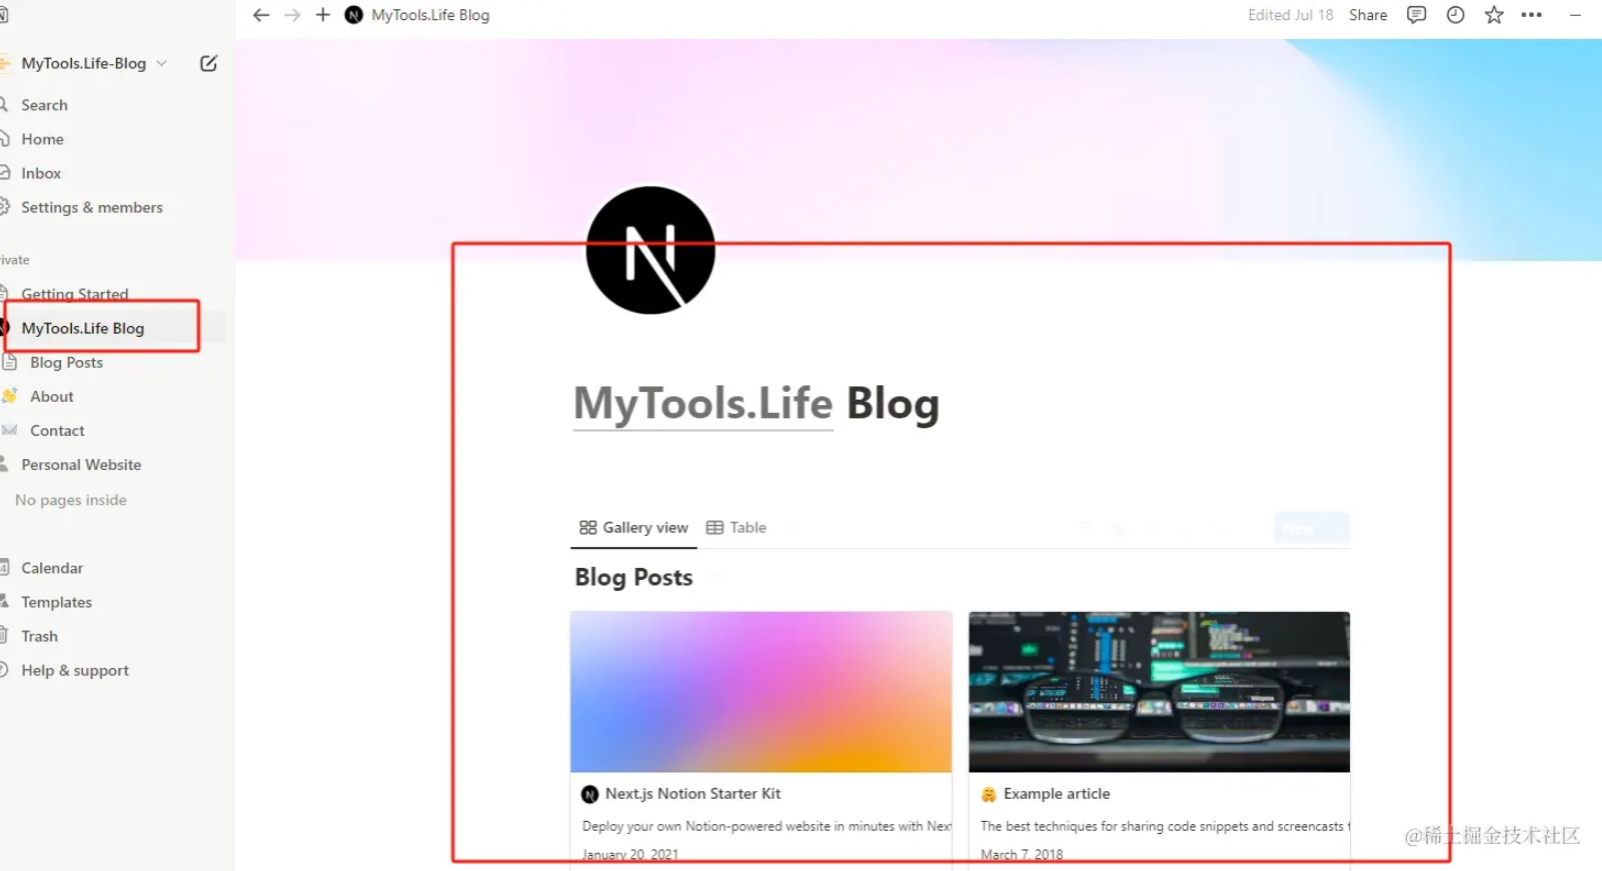 MyTools.Life Blog
Edited Jul 18
Share
MyTools.Life-Blog
Search
Home
Inbox
Settings & members
ivate
Getting Started
MyTools.Life Blog
Blog Posts
About
Contact
Personal Website
No pages inside
Calendar
Templates
Trash
Help & support
MyTools.Life Blog
Gallery view
Table
New
Blog Posts
Next.js Notion Starter Kit
Deploy your own Notion-powered website in minutes with Next
January 20, 2021
Example article
The best techniques for sharing code snippets and screencasts t
March 7, 2018
@稀土掘金技术社区